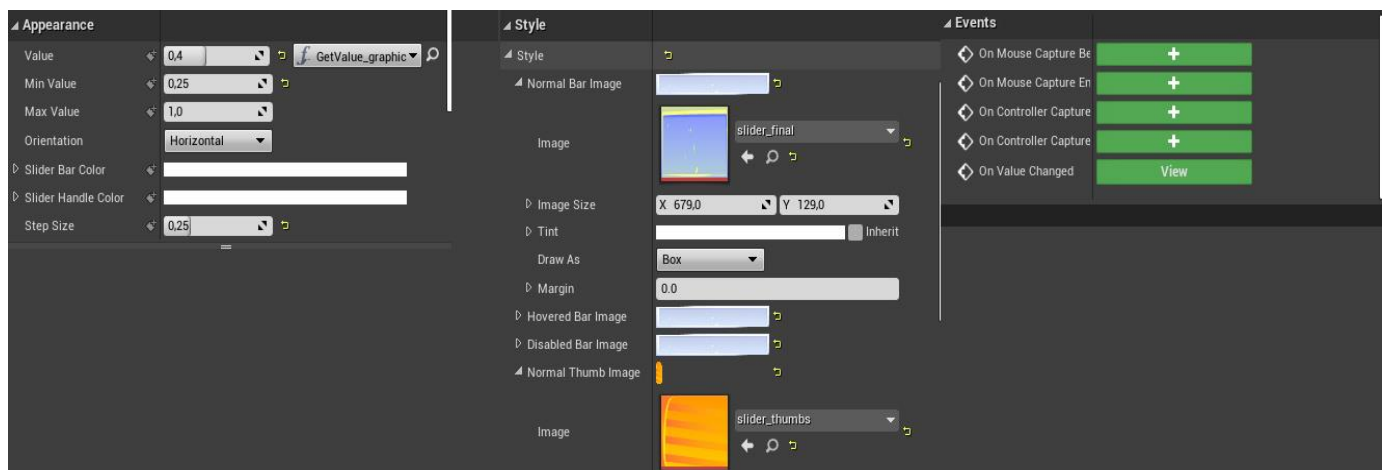 Appearance
Value 0,4 GetValue_graphic
Min Value 0,25
Max Value 1,0
Orientation Horizontal
Slider Bar Color
Slider Handle Color
Step Size 0,25
Style
Style
Normal Bar Image
Image slider_final
Image Size X 679,0 Y 129,0
Tint Inherit
Draw As Box
Margin 0.0
Hovered Bar Image
Disabled Bar Image
Normal Thumb Image
Image slider_thumbs
Events
On Mouse Capture Be
On Mouse Capture En
On Controller Capture
On Controller Capture
On Value Changed View